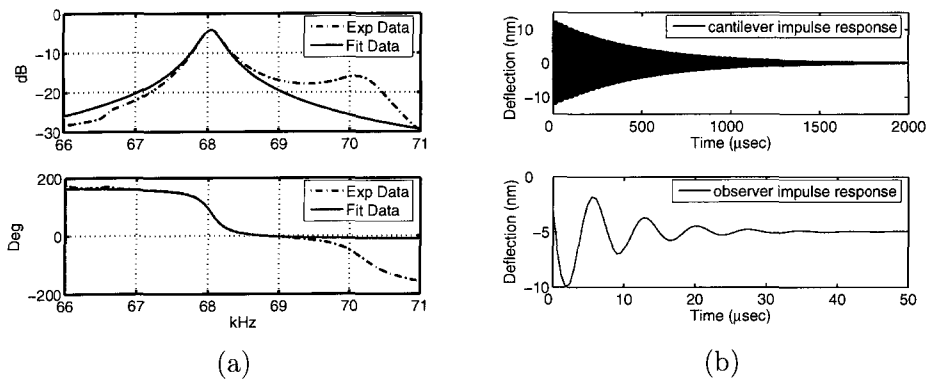 0
-10
-20
-30
dB
66
67
68
69
70
71
Exp Data
Fit Data
200
0
-200
Deg
66
67
68
69
70
71
kHz
Exp Data
Fit Data
(a)
10
0
-10
Deflection (nm)
0
500
1000
1500
2000
Time (μsec)
cantilever impulse response
0
-5
-10
Deflection (nm)
0
10
20
30
40
50
Time (μsec)
observer impulse response
(b)